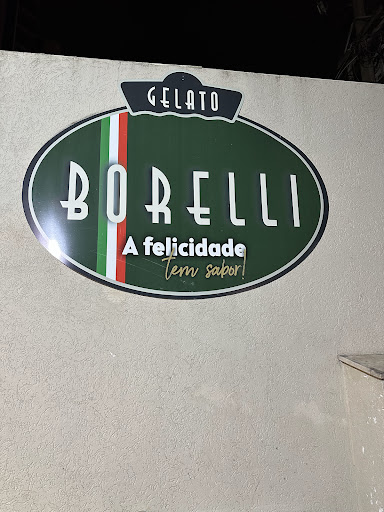 GELATO
BORELLI
A felicidade
tem sabor!